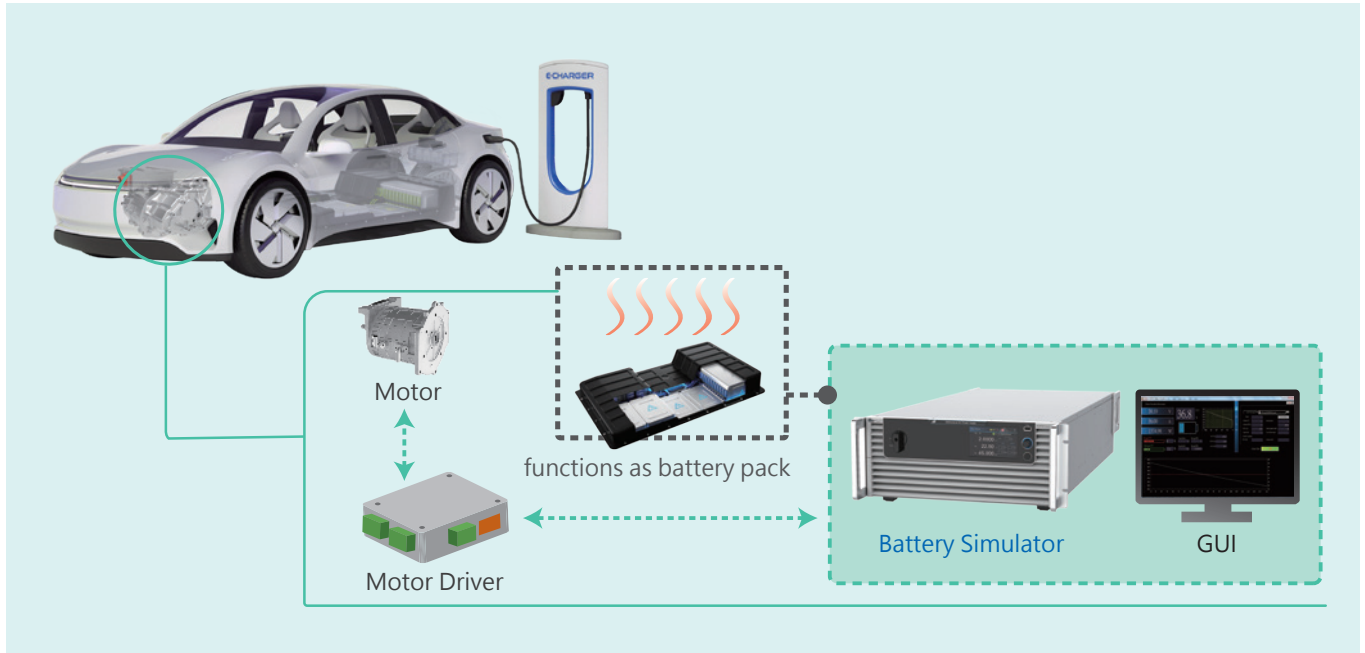 E-CHARGER
Motor
functions as battery pack
Motor Driver
Battery Simulator
GUI